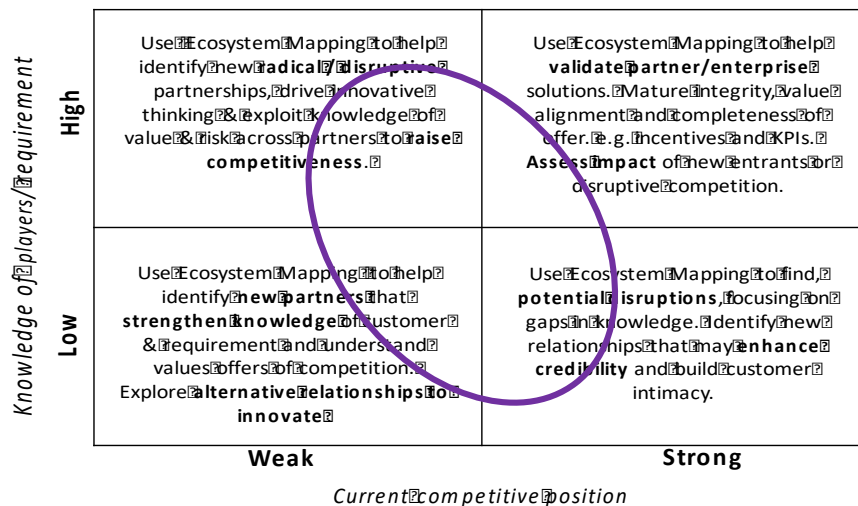 Use Ecosystem Mapping to help
identify new radical / disruptive
partnerships, drive innovative
thinking & exploit knowledge of
value & risk across partners to raise
competitiveness.
Use Ecosystem Mapping to help
validate partner/enterprise
solutions. Mature integrity, value
alignment and completeness of
offer. e.g. incentives and KPIs.
Assess impact of new entrants or
disruptive competition.
High
Knowledge of players/ requirement
Use Ecosystem Mapping to help
identify new partners that
strengthen knowledge of customer
& requirement and understand
values offers of competition.
Explore alternative relationships to
innovate
Use Ecosystem Mapping to find,
potential disruptions, focusing on
gaps in knowledge. Identify new
relationships that may enhance
credibility and build customer
intimacy.
Low
Weak
Strong
Current competitive position